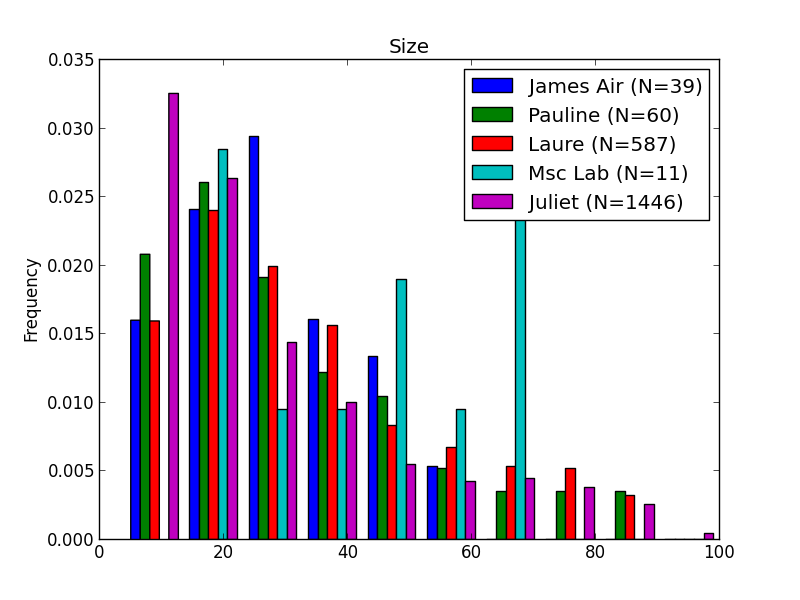 Size
0.035
0.030
0.025
0.020
0.015
0.010
0.005
0.000
Frequency
James Air (N=39)
Pauline (N=60)
Laure (N=587)
Msc Lab (N=11)
Juliet (N=1446)
0 20 40 60 80 100